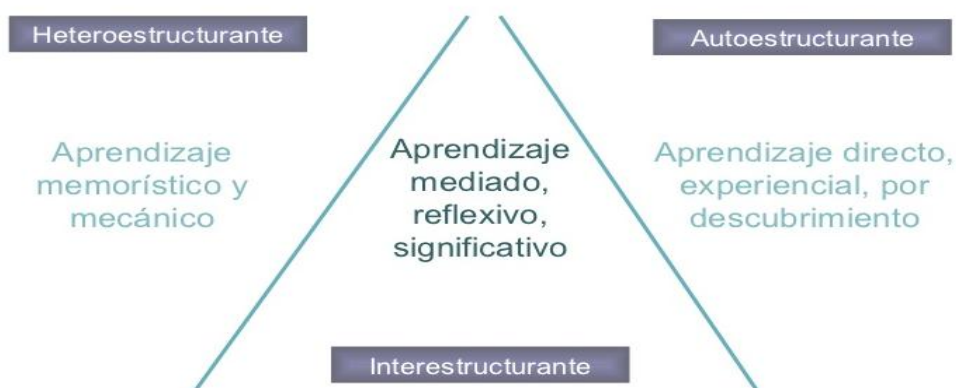 Heteroestructurante
Aprendizaje
memorístico y
mecánico
Aprendizaje
mediado,
reflexivo,
significativo
Interestructurante
Autoestructurante
Aprendizaje directo,
experiencial, por
descubrimiento